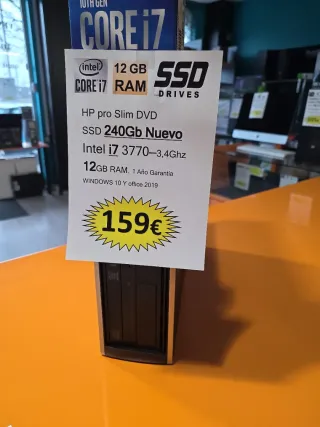 10TH GEN
CORE i7
intel
CORE i7
12 GB
RAM
SSD
DRIVES
HP pro Slim DVD
SSD 240Gb Nuevo
Intel i7 3770–3,4Ghz
12GB RAM. 1 Año Garantia
WINDOWS 10 Y office 2019
159€